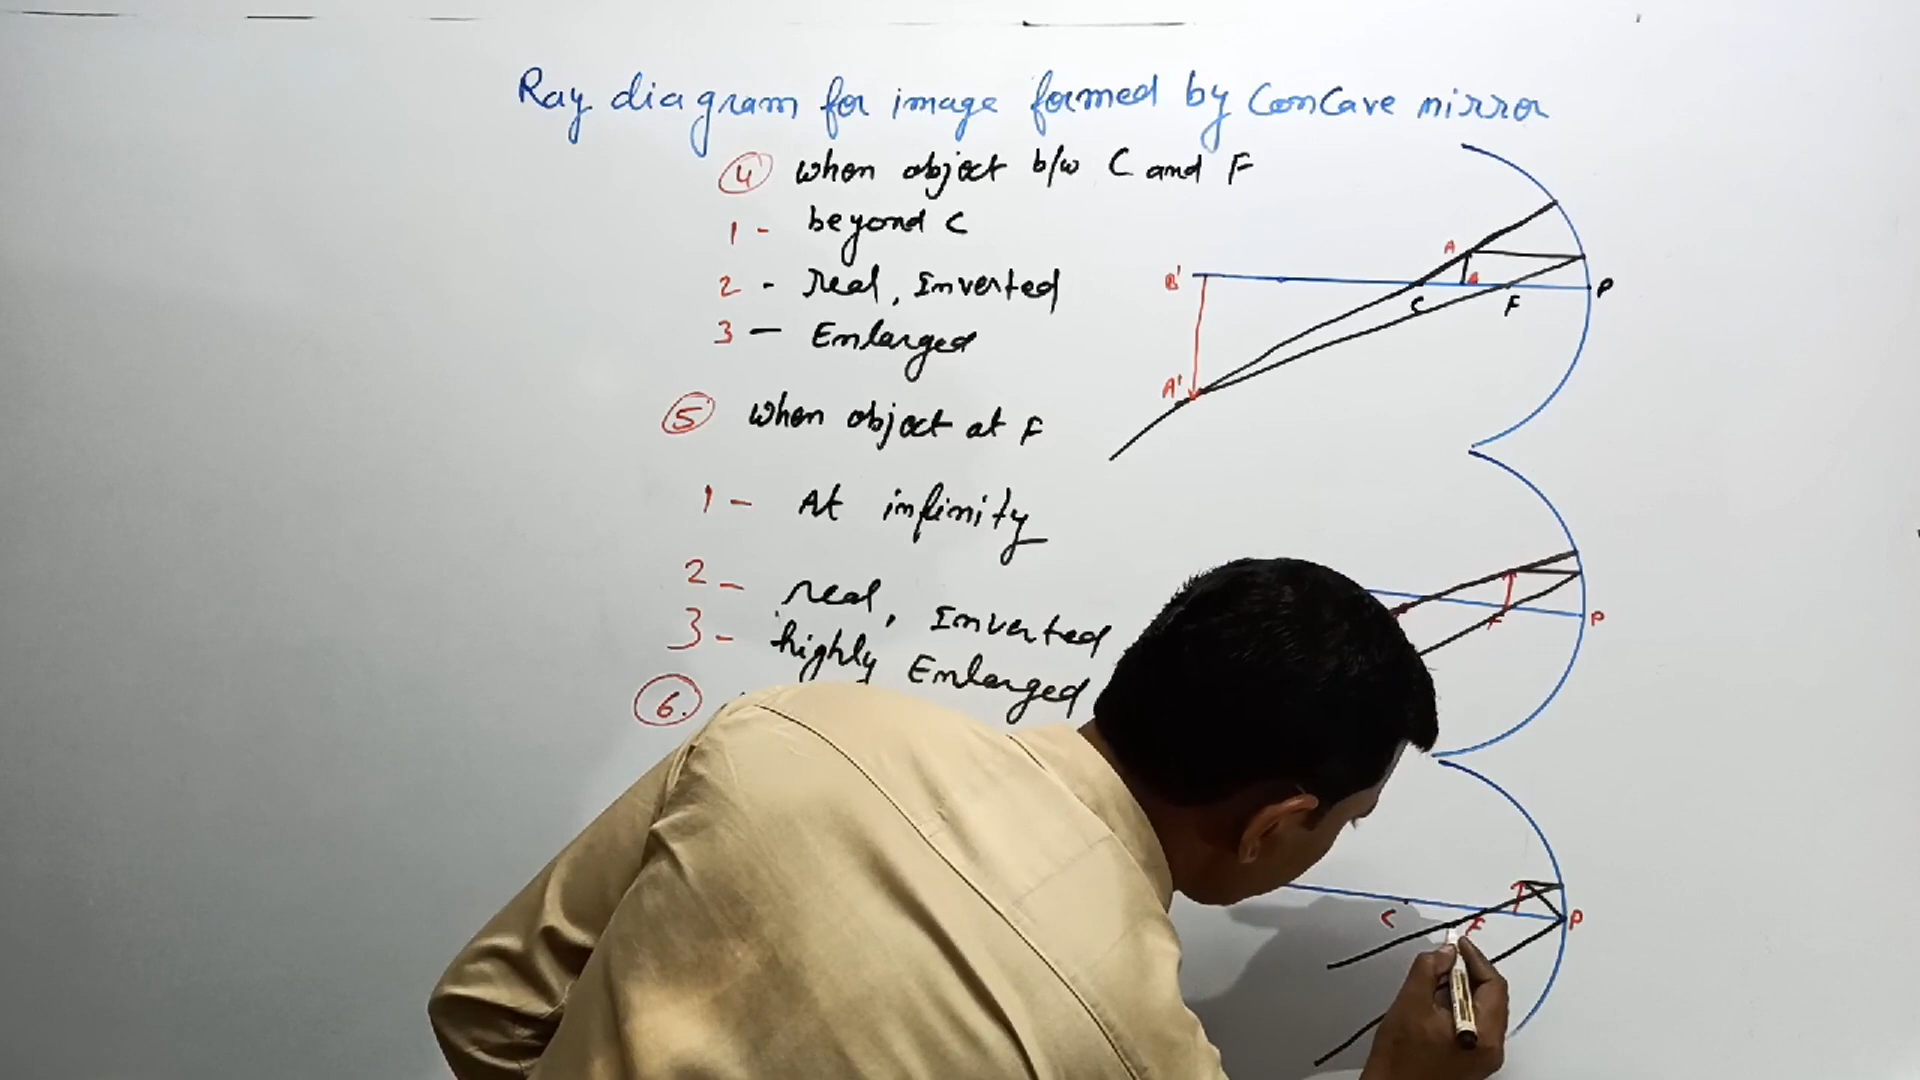 Ray diagram for image formed by Concave mirror
4 when object b/w C and F
1 - beyond C
2 - real, Inverted
3 - Enlarged
A
B'
B
C
F
P
A'
5 when object at F
1 - At infinity
2 - real, Inverted
3 - highly Enlarged
F
P
6.
C
F
P